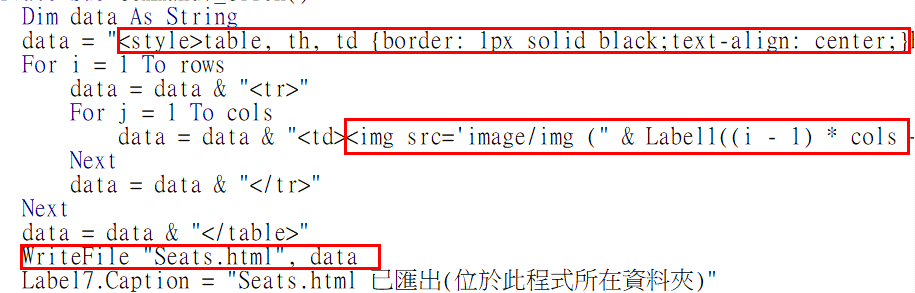 Dim data As String
data = "<style>table, th, td {border: 1px solid black;text-align: center;}
For i = 1 To rows
data = data & "<tr>"
For j = 1 To cols
data = data & "<td><img src='image/img (" & Label1((i - 1) * cols
Next
data = data & "</tr>"
Next
data = data & "</table>"
WriteFile "Seats.html", data
Label7.Caption = "Seats.html 已匯出(位於此程式所在資料夾)"